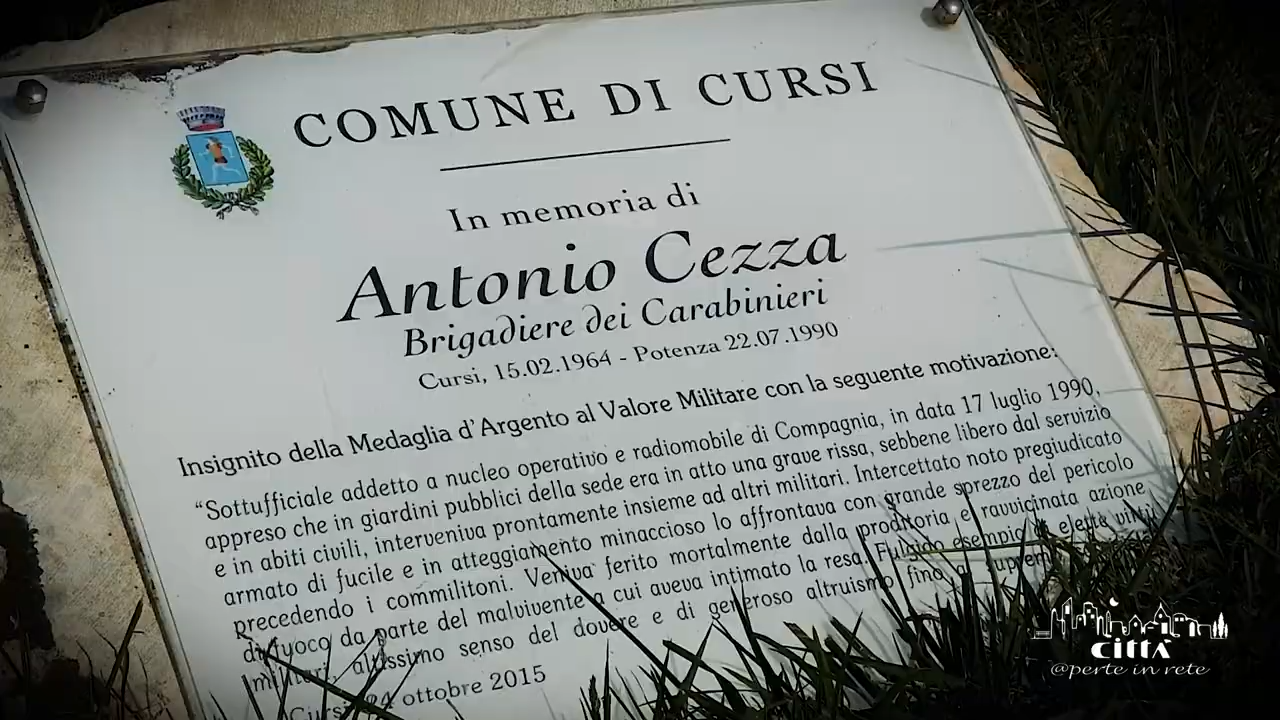 COMUNE DI CURSI
In memoria di
Antonio Cezza
Brigadiere dei Carabinieri
Cursi, 15.02.1964 - Potenza 22.07.1990
Insignito della Medaglia d'Argento al Valore Militare con la seguente motivazione:
“Sottufficiale addetto a nucleo operativo e radiomobile di Compagnia, in data 17 luglio 1990,
appreso che in giardini pubblici della sede era in atto una grave rissa, sebbene libero dal servizio
e in abiti civili, interveniva prontamente insieme ad altri militari. Intercettato noto pregiudicato
armato di fucile e in atteggiamento minaccioso lo affrontava con grande sprezzo del pericolo
precedendo i commilitoni. Veniva ferito mortalmente dalla proditoria e ravvicinata azione
di fuoco da parte del malvivente a cui aveva intimato la resa. Fulgido esempio di elette virtù
militari, altissimo senso del dovere e di generoso altruismo fino al
Cursi 24 ottobre 2015
CITTÀ
@perte in rete